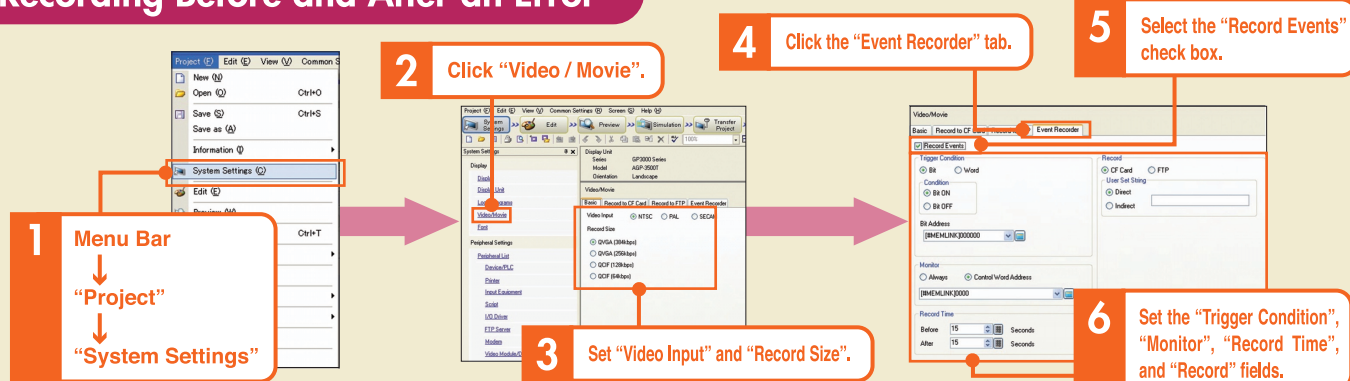 Recording Before and After an Error
1
Menu Bar
↓
“Project”
↓
“System Settings”
Project (F) Edit (E) View (V) Common S
New (N)
Open (O) Ctrl+O
Save (S) Ctrl+S
Save as (A)
Information (I)
System Settings (C)
Edit (E)
Ctrl+T
2
Click “Video / Movie”.
Project (F) Edit (E) View (V) Common Settings (R) Screen (S) Help (H)
System Settings >> Edit >> Preview >> Simulation >> Transfer Project
100%
System Settings
Display
Display Unit
Video/Movie
Font
Peripheral Settings
Peripheral List
Device/PLC
Printer
Input Equipment
Script
I/O Driver
FTP Server
Modem
Display Unit
Series GP3000 Series
Model AGP-3500T
Orientation Landscape
Video/Movie
Basic Record to CF Card Record to FTP Event Recorder
Video Input NTSC PAL SECAM
Record Size
QVGA (384kbps)
QVGA (256kbps)
QCIF (128kbps)
QCIF (64kbps)
3
Set “Video Input” and “Record Size”.
4
Click the “Event Recorder” tab.
5
Select the “Record Events”
check box.
Video/Movie
Basic Record to CF Card Event Recorder
Record Events
Trigger Condition
Bit Word
Condition
Bit ON
Bit OFF
Bit Address
[#MEMLINK]000000
Monitor
Always Control Word Address
[#MEMLINK]0000
Record Time
Before 15 Seconds
After 15 Seconds
Record
CF Card FTP
User Set String
Direct
Indirect
6
Set the “Trigger Condition”,
“Monitor”, “Record Time”,
and “Record” fields.